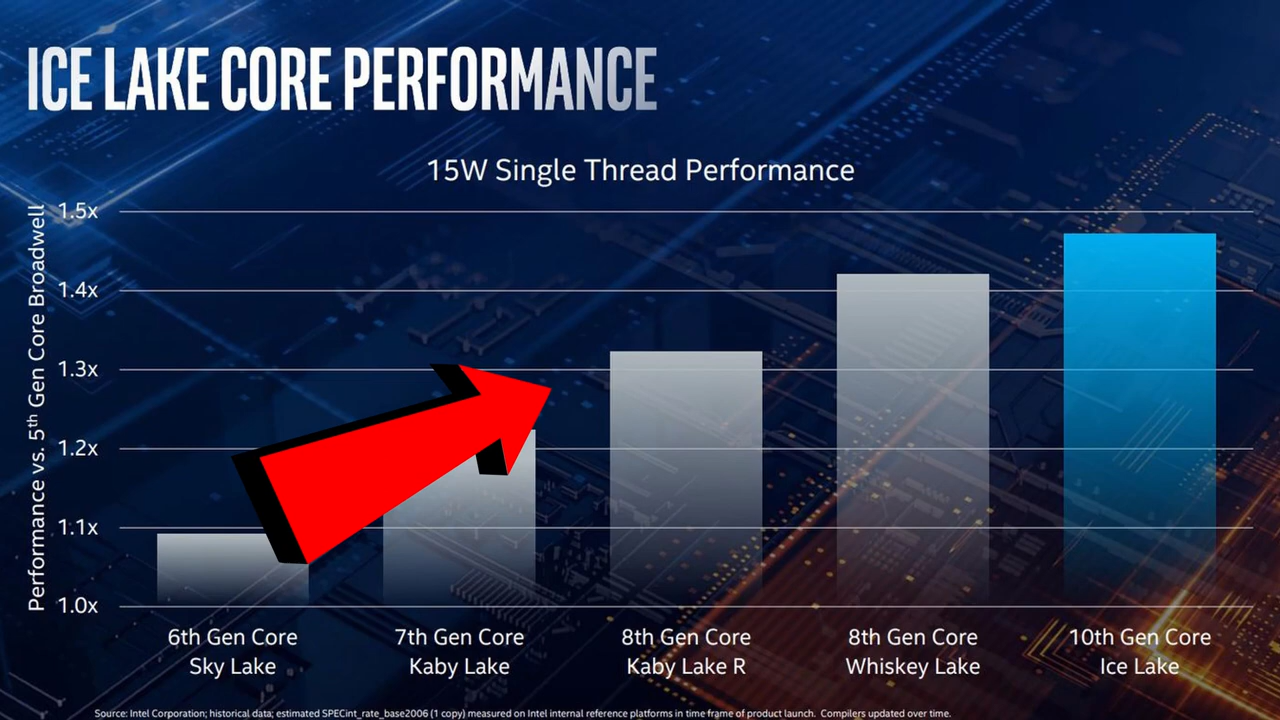 ICE LAKE CORE PERFORMANCE
15W Single Thread Performance
Performance vs. 5th Gen Core Broadwell
1.5x
1.4x
1.3x
1.2x
1.1x
1.0x
6th Gen Core
Sky Lake
7th Gen Core
Kaby Lake
8th Gen Core
Kaby Lake R
8th Gen Core
Whiskey Lake
10th Gen Core
Ice Lake
Source: Intel Corporation; historical data; estimated SPECint_rate_base2006 (1 copy) measured on Intel internal reference platforms in time frame of product launch. Compilers updated over time.